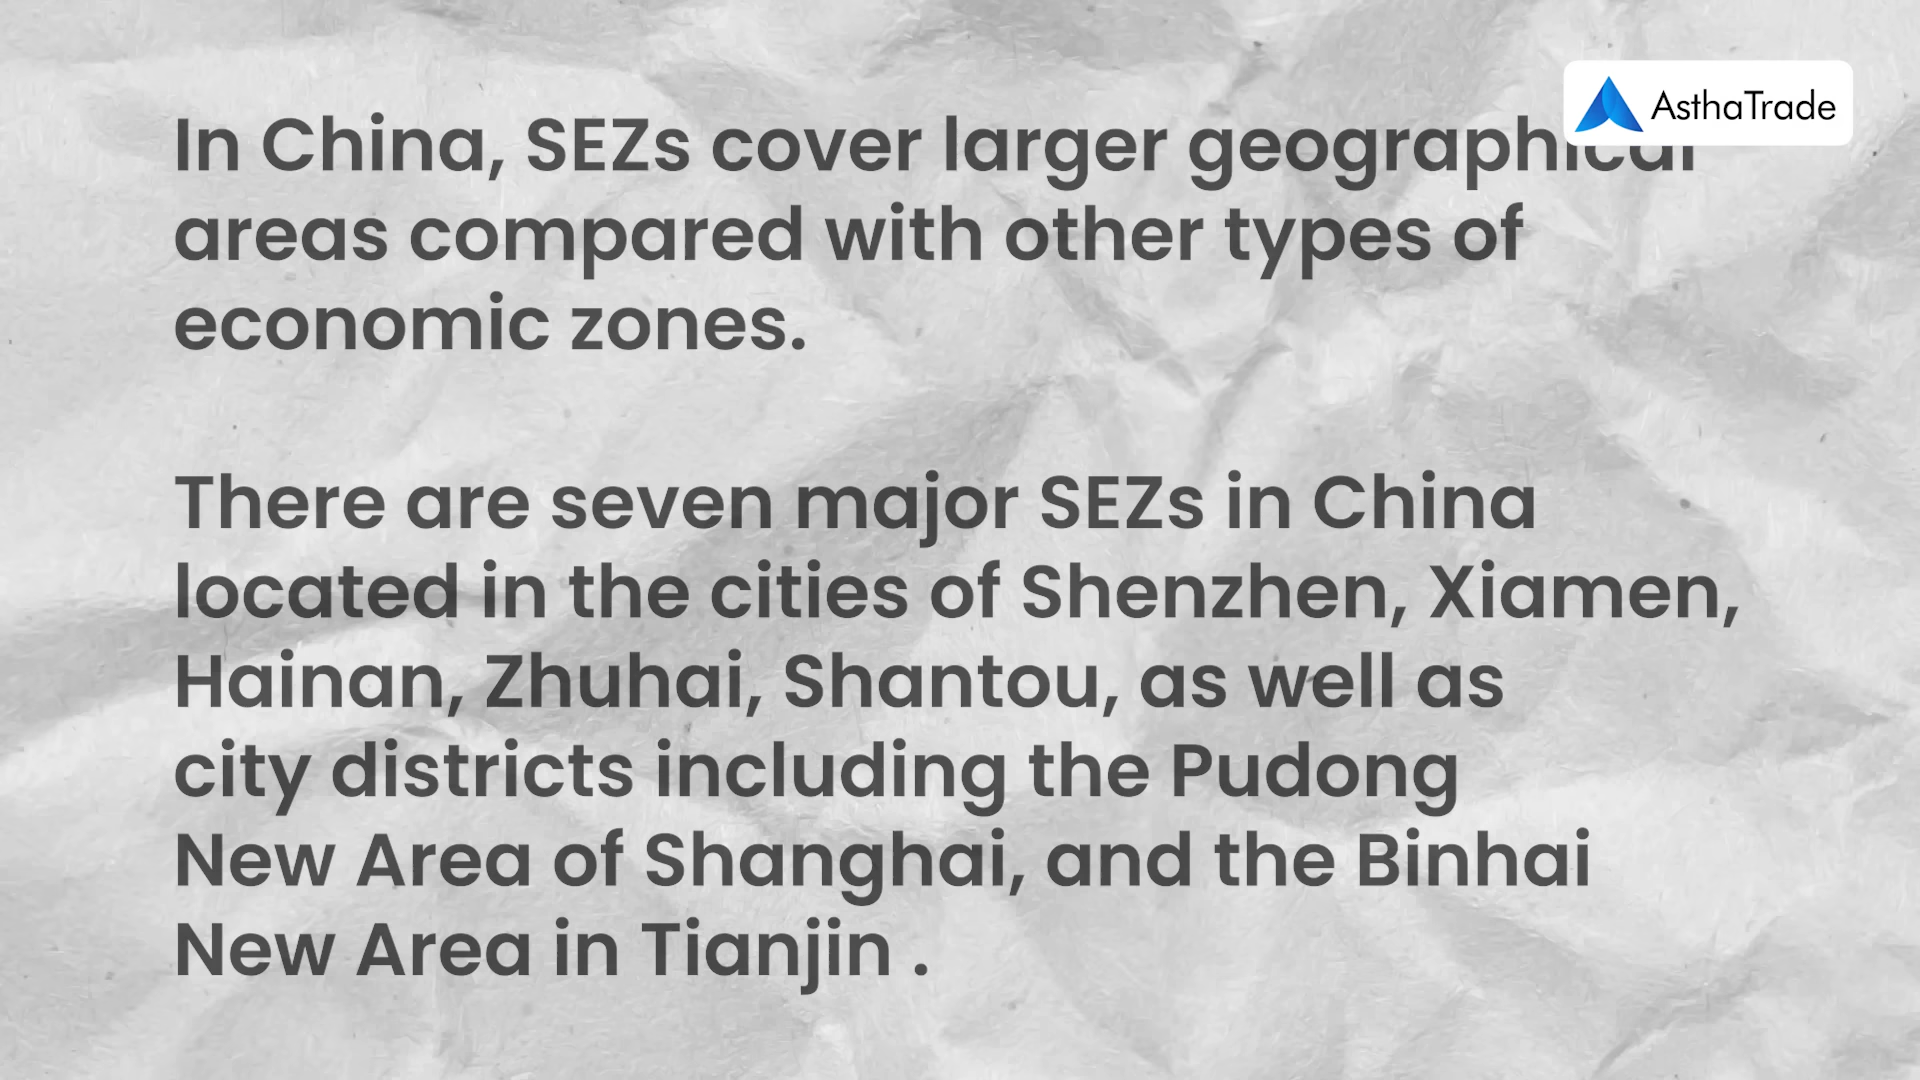 AsthaTrade
In China, SEZs cover larger geographical
areas compared with other types of
economic zones.
There are seven major SEZs in China
located in the cities of Shenzhen, Xiamen,
Hainan, Zhuhai, Shantou, as well as
city districts including the Pudong
New Area of Shanghai, and the Binhai
New Area in Tianjin .